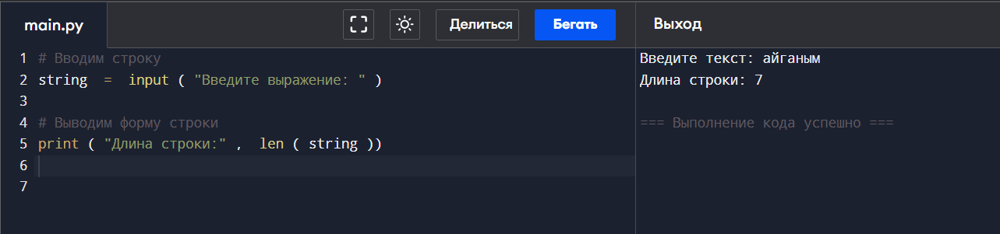 main.py
Делиться
Бегать
Выход
1 # Вводим строку
2 string = input ( "Введите выражение: " )
3
4 # Выводим форму строки
5 print ( "Длина строки:" , len ( string ))
6
7
Введите текст: айганым
Длина строки: 7
=== Выполнение кода успешно ===